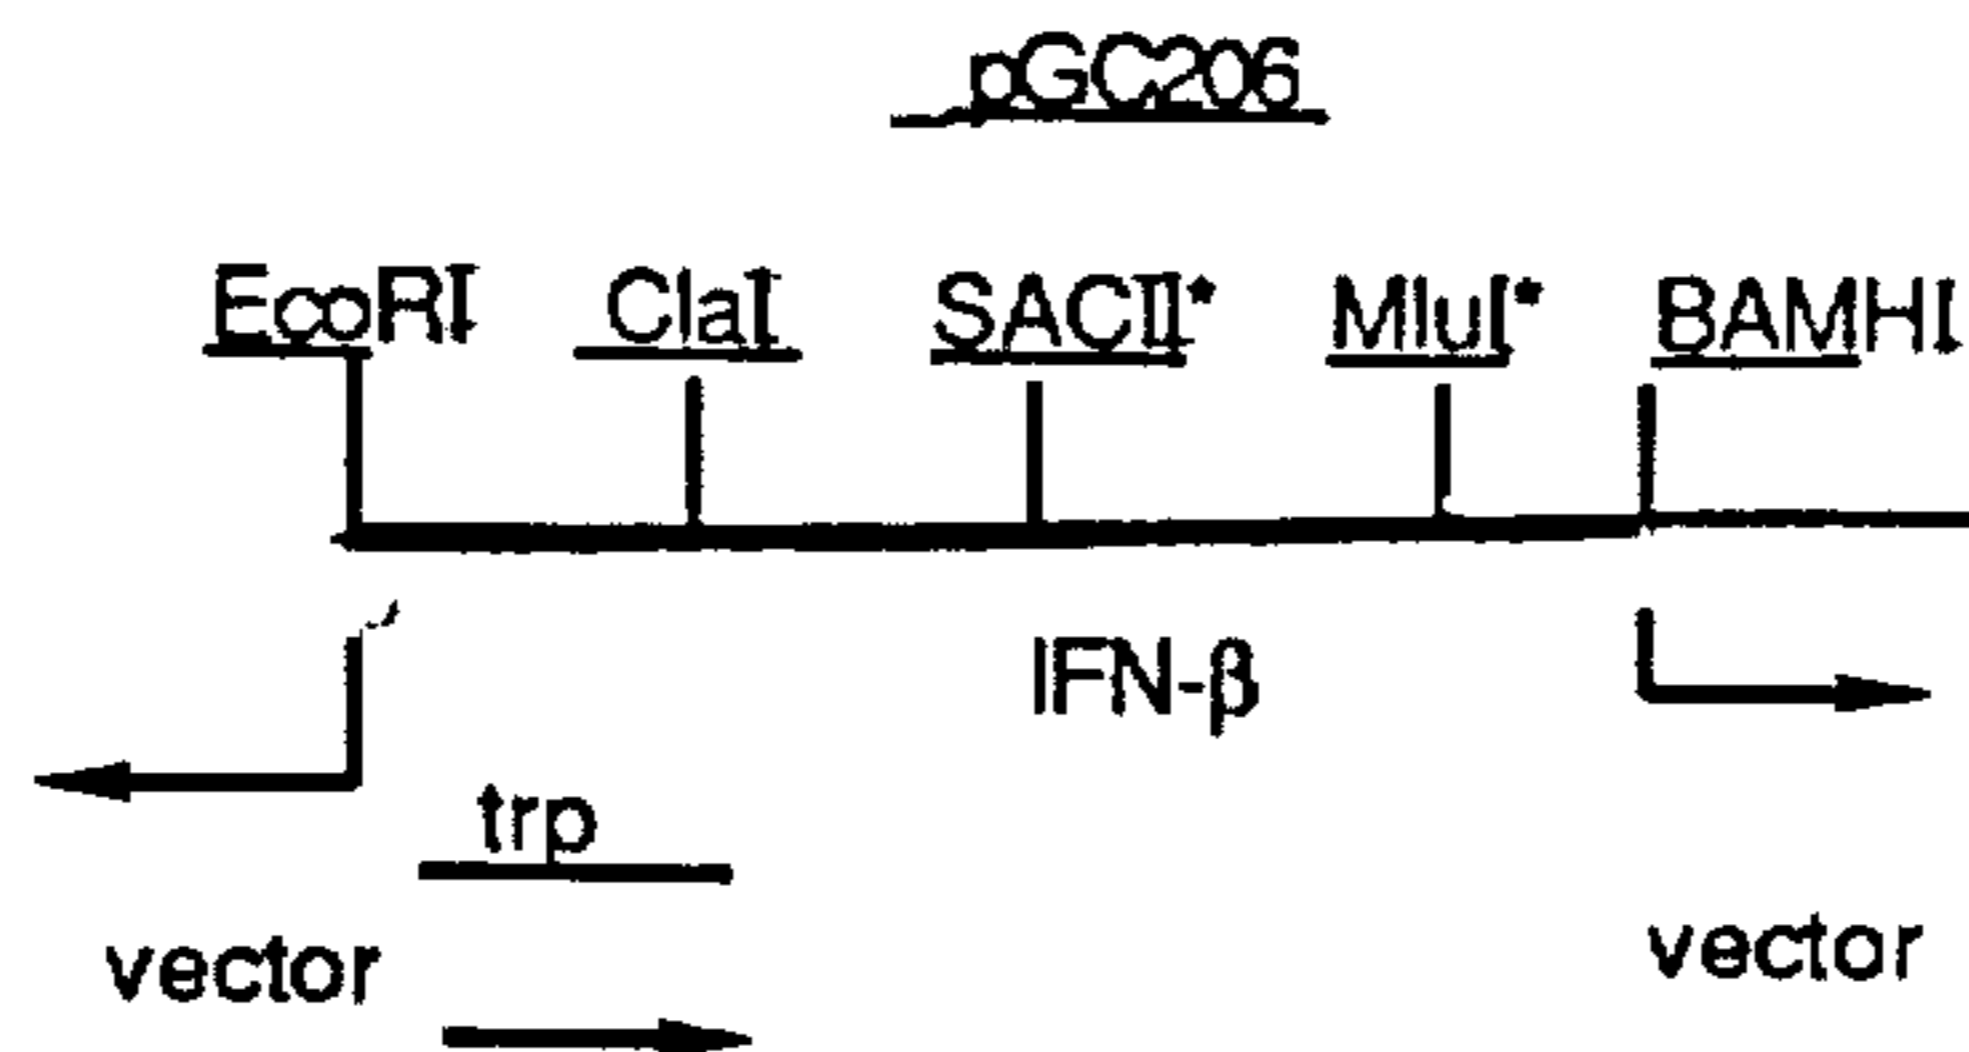 pGC206
EcoRI ClaI SACII* MluI* BAMHI
IFN-β
trp
vector vector